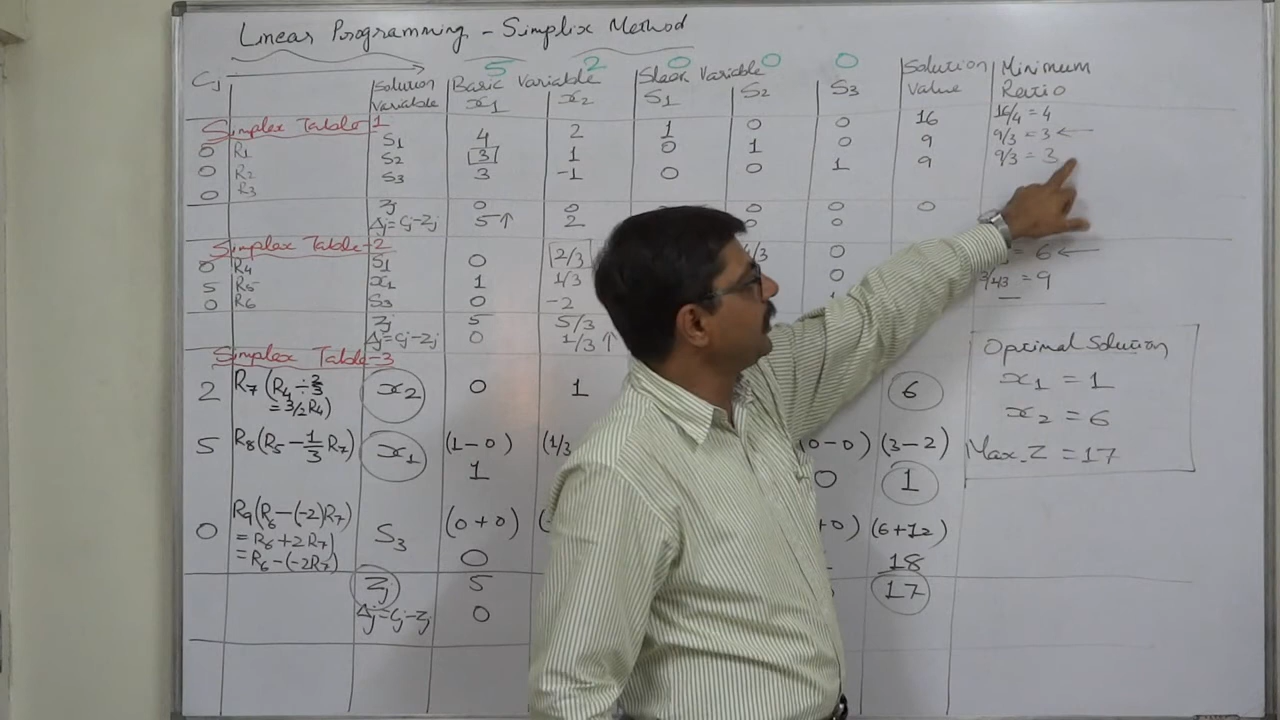 Linear Programming - Simplix Method
5 2 0 0 0
Cj Solution Variable Basic Variable Slack Variable Solution Value Minimum Ratio
x1 x2 S1 S2 S3
Simplex Table 1
0 R1 S1 4 2 1 0 0 16 16/4 = 4
0 R2 S2 3 1 0 1 0 9 9/3 = 3 ←
0 R3 S3 3 -1 0 0 1 9 9/3 = 3
Zj 0 0 0 0 0
Δj=Cj-Zj 5↑ 2 0 0
Simplex Table-2
0 R4 S1 0 2/3 0 = 6 ←
5 R5 x1 1 1/3 0 = 9
0 R6 S3 0 -2
Zj 5 5/3
Δj=Cj-Zj 0 1/3↑
Simplex Table-3
2 R7 (R4 ÷ 2/3 x2 0 1 6
= 3/2 R4)
5 R8(R5 - 1/3 R7) x1 (1-0) (1/3 0-0) (3-2)
1 0 1
0 R9(R6-(-2)R7) S3 (0+0) +0) (6+12)
= R6+2R7)
= R6-(-2R7) 0 18
Zj 5 17
Δj=Cj-Zj 0
Optimal Solution
x1 = 1
x2 = 6
Max.Z = 17